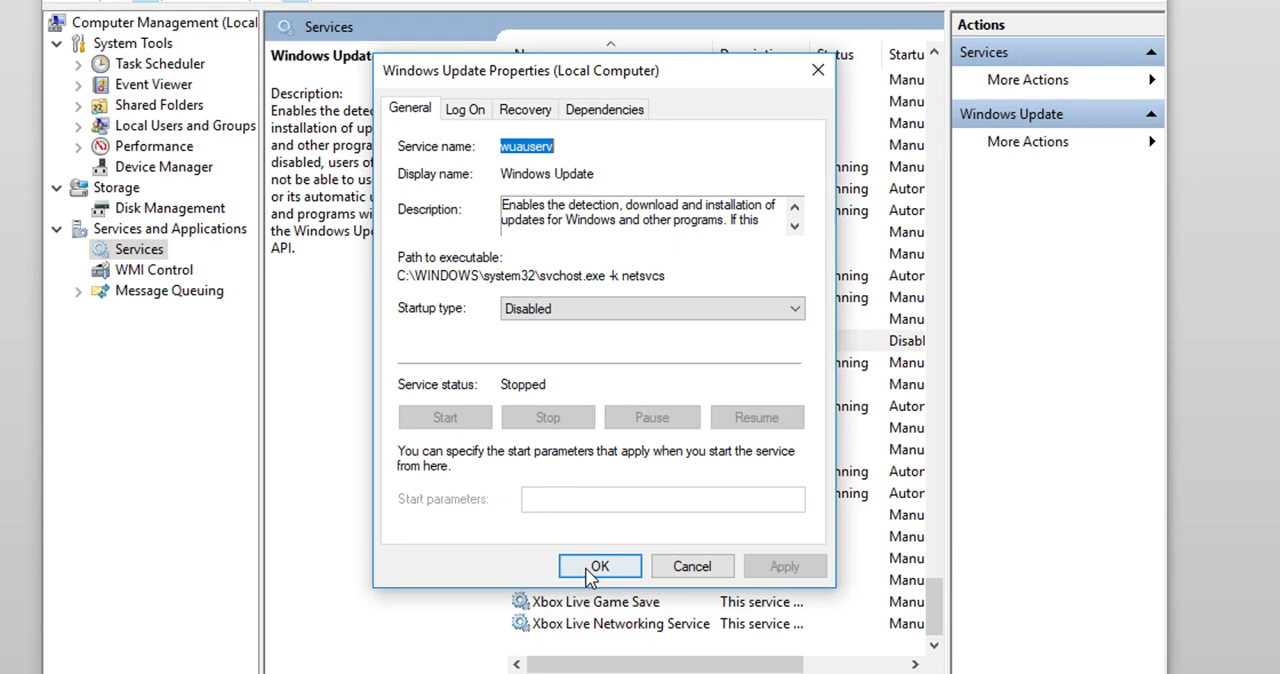 Computer Management (Local
System Tools
Task Scheduler
Event Viewer
Shared Folders
Local Users and Groups
Performance
Device Manager
Storage
Disk Management
Services and Applications
Services
WMI Control
Message Queuing
Services
Windows Updat
Description:
Enables the detec
installation of up
and other progra
disabled, users of
not be able to us
or its automatic u
and programs wi
the Windows Upd
API.
Windows Update Properties (Local Computer)
General
Log On
Recovery
Dependencies
Service name:
wuauserv
Display name:
Windows Update
Description:
Enables the detection, download and installation of
updates for Windows and other programs. If this
Path to executable:
C:\WINDOWS\system32\svchost.exe -k netsvcs
Startup type:
Disabled
Service status:
Stopped
Start
Stop
Pause
Resume
You can specify the start parameters that apply when you start the service
from here.
Start parameters:
OK
Cancel
Apply
tus
Startu
Manu
Manu
Manu
Manu
nning
Manu
nning
Autor
nning
Autor
Manu
Manu
nning
Autor
nning
Manu
Manu
Disabl
nning
Manu
Manu
nning
Autor
Manu
Manu
nning
Manu
nning
Autor
Manu
Manu
Manu
Manu
Xbox Live Game Save
This service ...
Manu
Xbox Live Networking Service
This service ...
Manu
Actions
Services
More Actions
Windows Update
More Actions